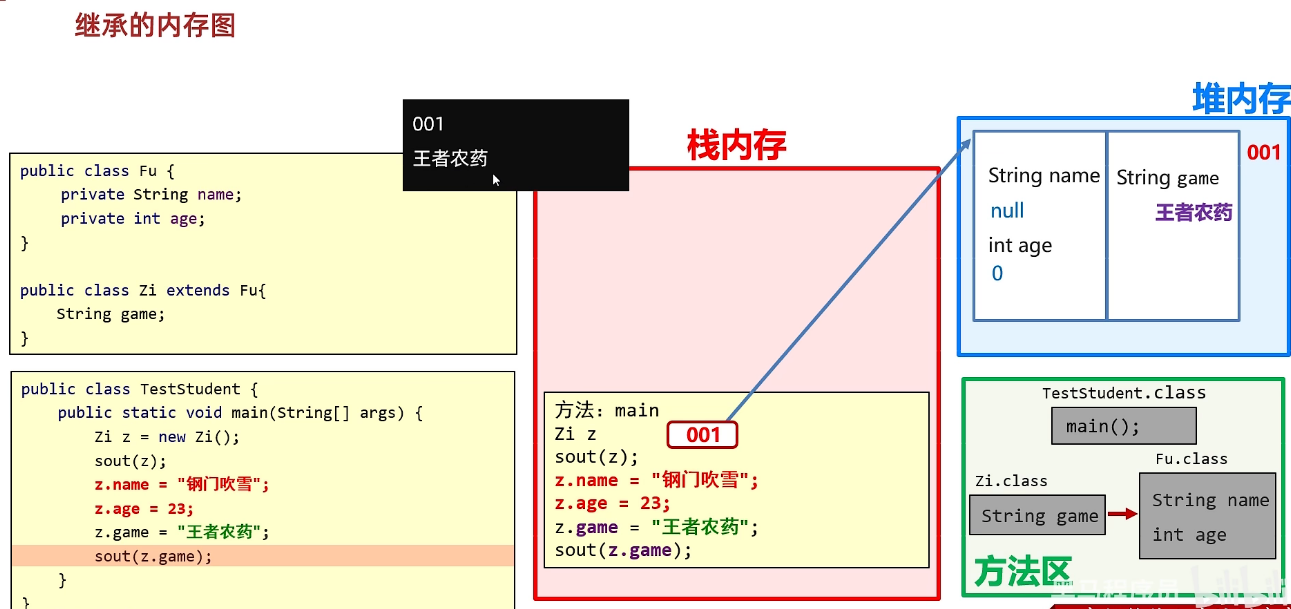 继承的内存图
001
王者农药
public class Fu {
private String name;
private int age;
}
public class Zi extends Fu{
String game;
}
public class TestStudent {
public static void main(String[] args) {
Zi z = new Zi();
sout(z);
z.name = "钢门吹雪";
z.age = 23;
z.game = "王者农药";
sout(z.game);
}
}
栈内存
方法：main
Zi z
001
sout(z);
z.name = "钢门吹雪";
z.age = 23;
z.game = "王者农药";
sout(z.game);
堆内存
001
String name
null
int age
0
String game
王者农药
TestStudent.class
main();
Fu.class
String name
int age
Zi.class
String game
方法区